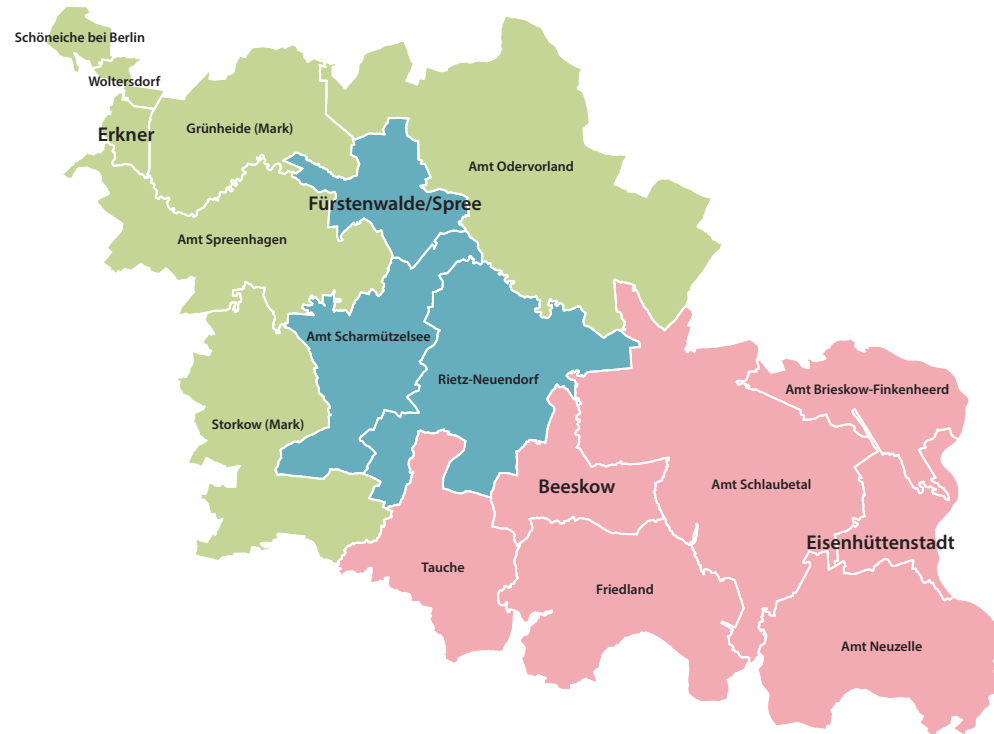 Schöneiche bei Berlin
Woltersdorf
Erkner
Grünheide (Mark)
Amt Odervorland
Fürstenwalde/Spree
Amt Spreenhagen
Amt Scharmützelsee
Rietz-Neuendorf
Amt Brieskow-Finkenheerd
Storkow (Mark)
Beeskow
Amt Schlaubetal
Eisenhüttenstadt
Tauche
Friedland
Amt Neuzelle